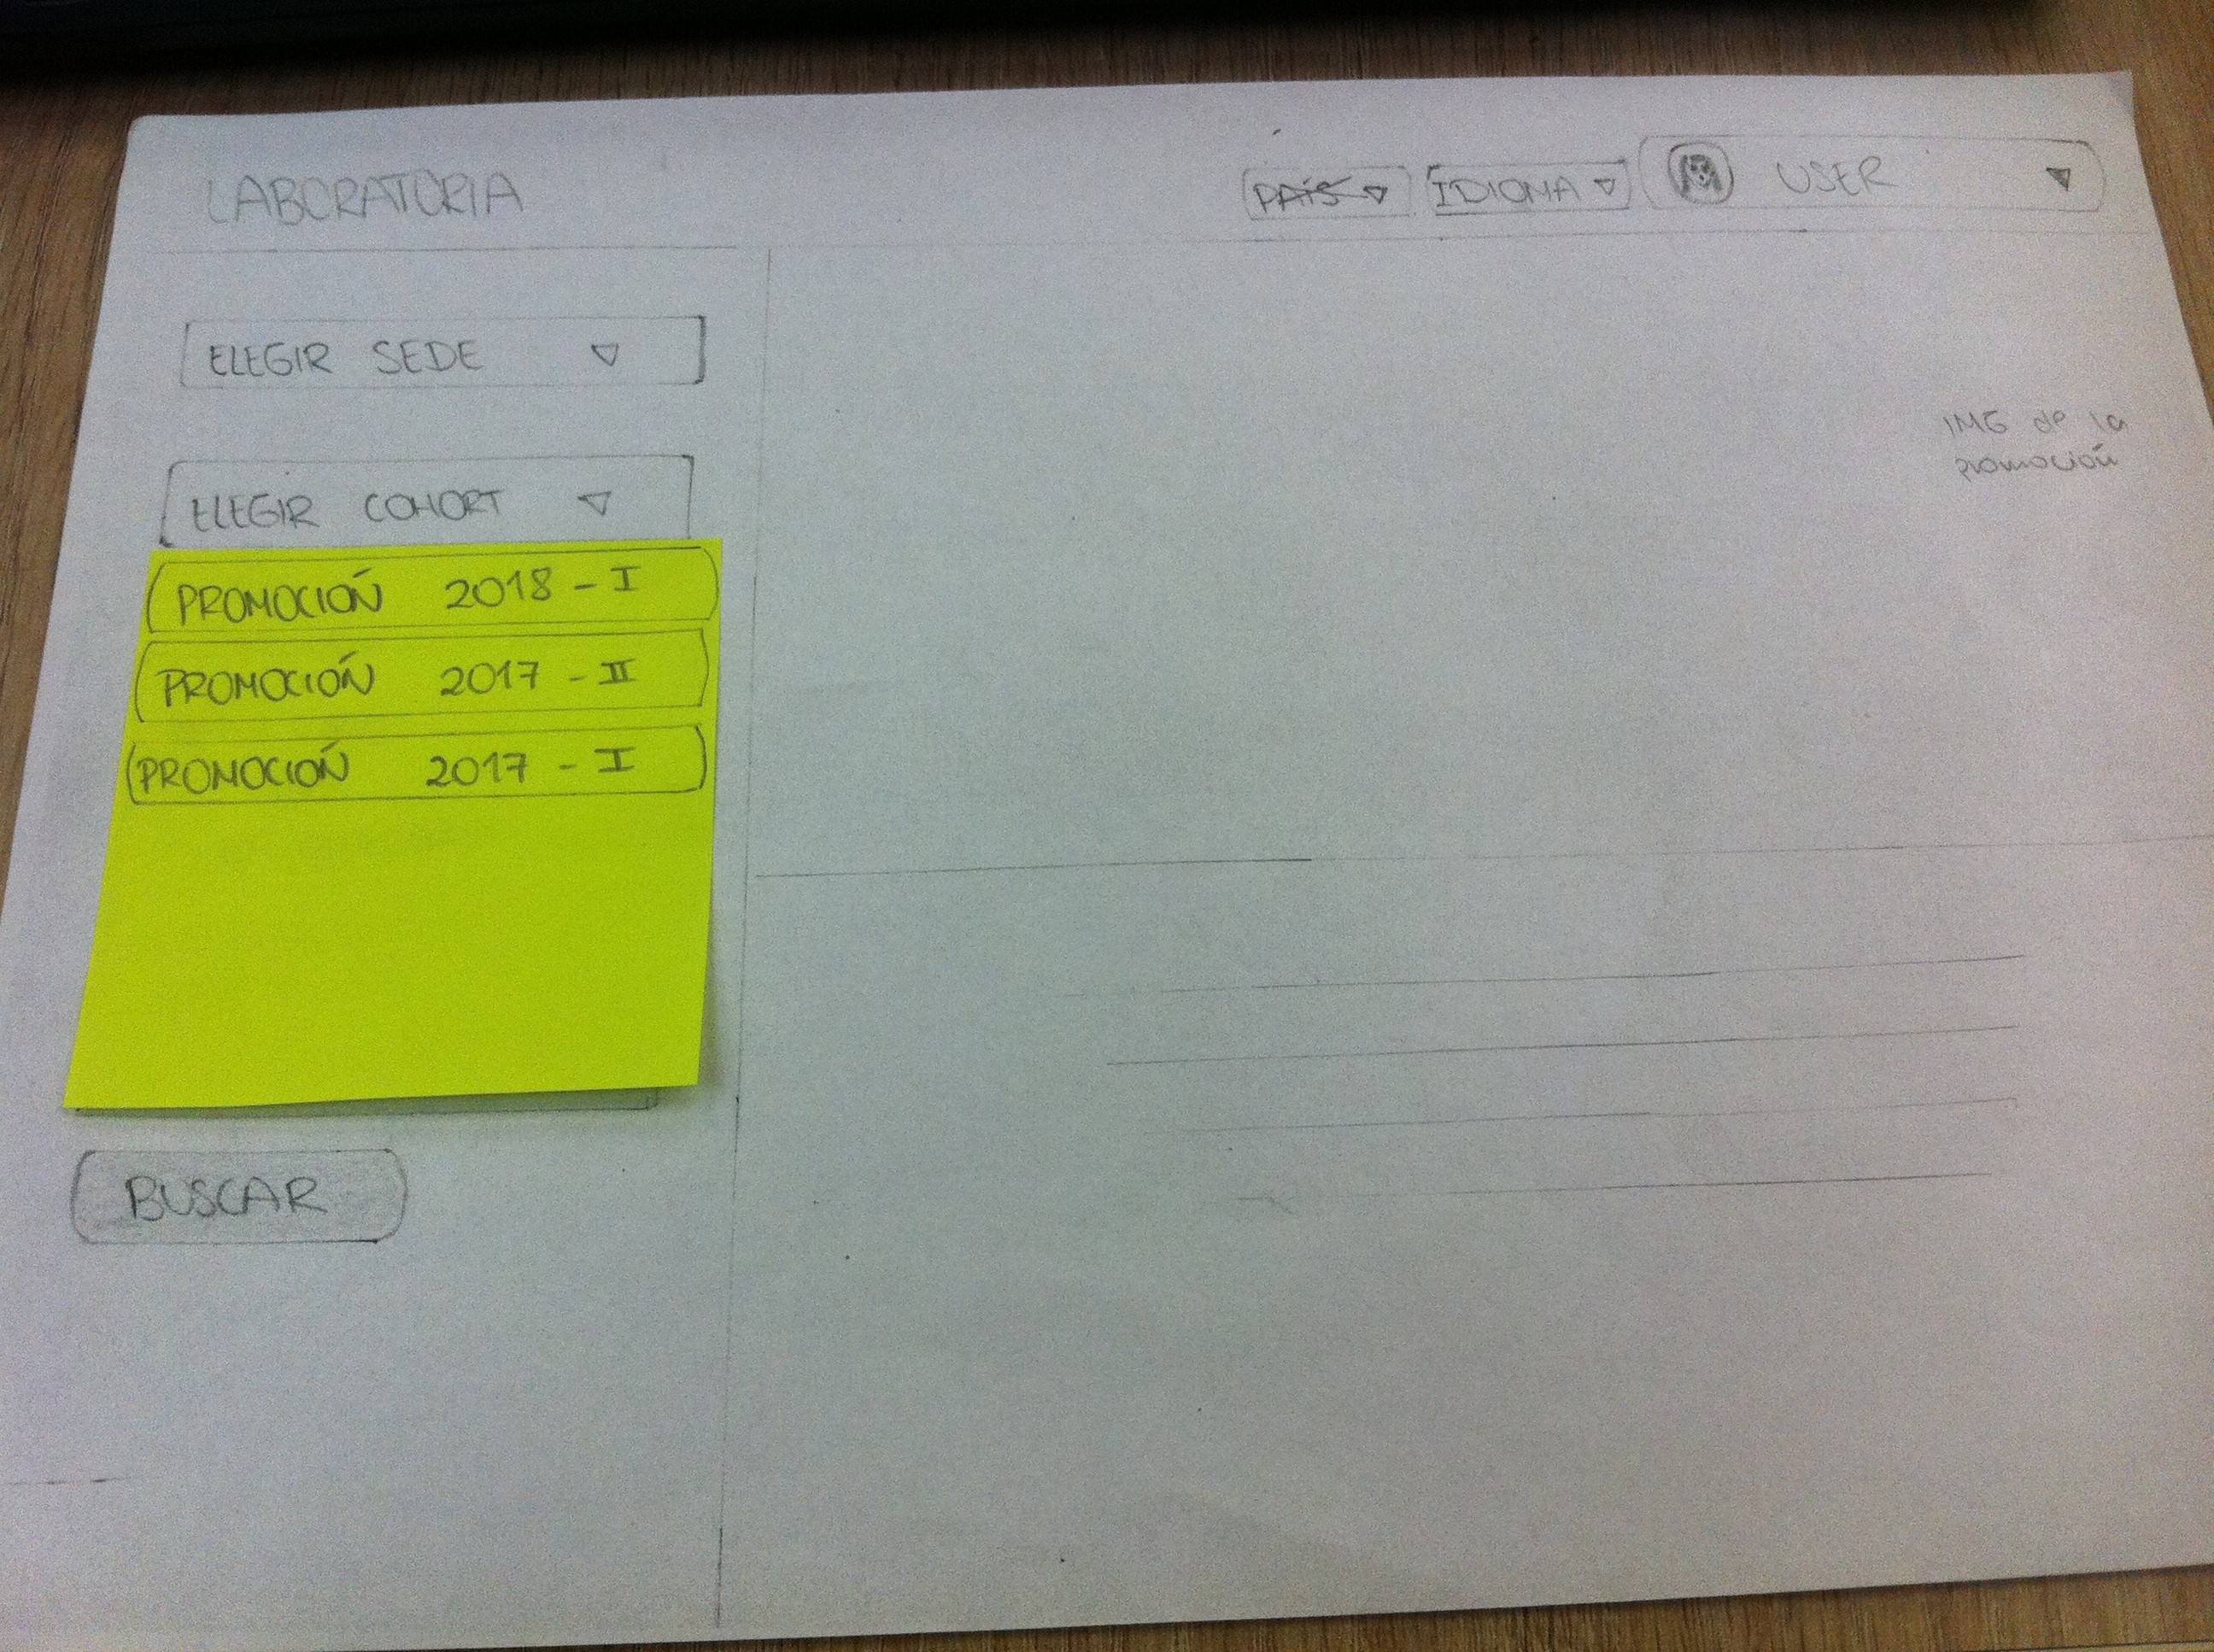 LABORATORIA
PAÍS IDIOMA USER
ELEGIR SEDE
ELEGIR COHORT
PROMOCIÓN 2018 - I
PROMOCIÓN 2017 - II
PROMOCIÓN 2017 - I
BUSCAR
IMG de la
promoción